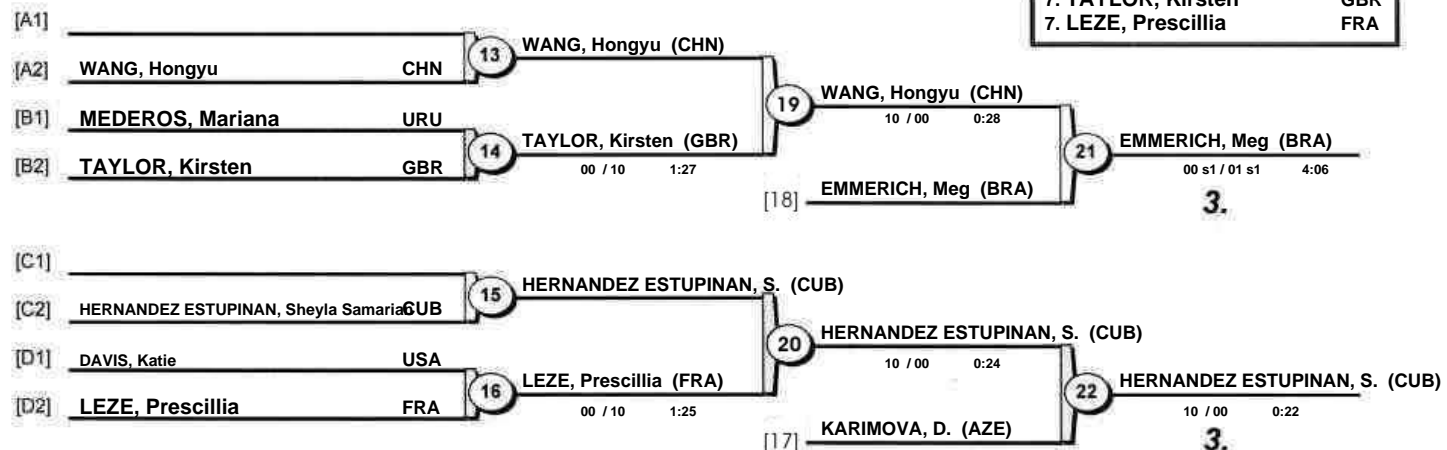 7. TAYLOR, Kirsten GBR
7. LEZE, Prescillia FRA
[A1]
13 WANG, Hongyu (CHN)
[A2] WANG, Hongyu CHN
19 WANG, Hongyu (CHN)
10 / 00 0:28
[B1] MEDEROS, Mariana URU
14 TAYLOR, Kirsten (GBR)
00 / 10 1:27
21 EMMERICH, Meg (BRA)
00 s1 / 01 s1 4:06
3.
[B2] TAYLOR, Kirsten GBR
[18] EMMERICH, Meg (BRA)
[C1]
15 HERNANDEZ ESTUPINAN, S. (CUB)
[C2] HERNANDEZ ESTUPINAN, Sheyla Samaria CUB
20 HERNANDEZ ESTUPINAN, S. (CUB)
10 / 00 0:24
[D1] DAVIS, Katie USA
16 LEZE, Prescillia (FRA)
00 / 10 1:25
22 HERNANDEZ ESTUPINAN, S. (CUB)
10 / 00 0:22
3.
[D2] LEZE, Prescillia FRA
[17] KARIMOVA, D. (AZE)